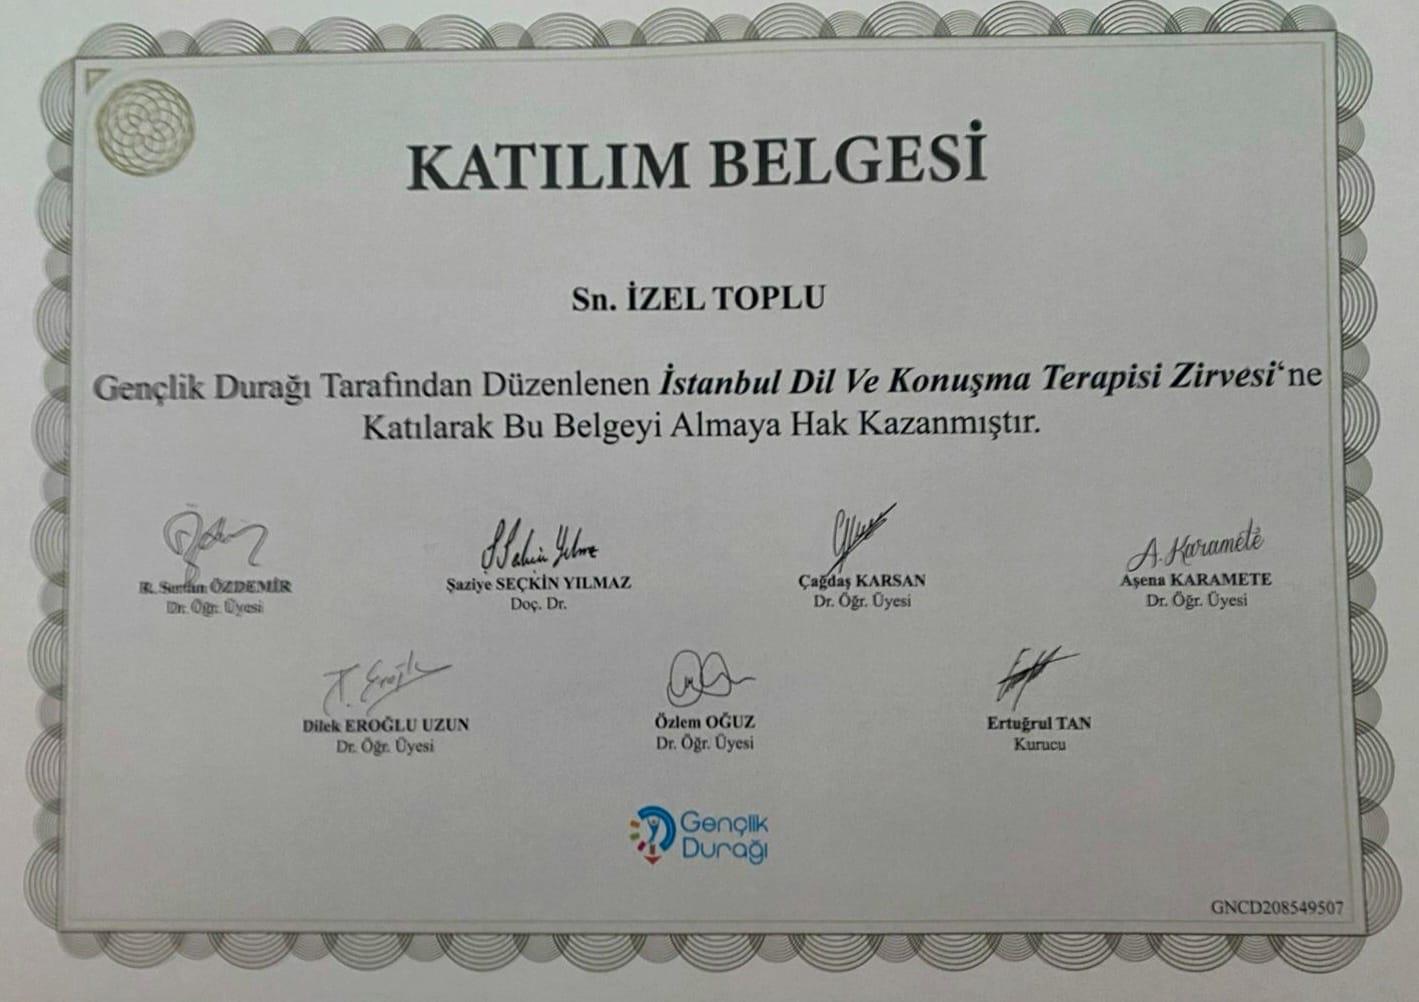 KATILIM BELGESİ
Sn. İZEL TOPLU
Gençlik Durağı Tarafından Düzenlenen İstanbul Dil Ve Konuşma Terapisi Zirvesi‘ne
Katılarak Bu Belgeyi Almaya Hak Kazanmıştır.
ÖZDEMİR
Dr. Öğr. Üyesi
Şaziye SEÇKİN YILMAZ
Doç. Dr.
Çağdaş KARSAN
Dr. Öğr. Üyesi
A. Karamete
Aşena KARAMETE
Dr. Öğr. Üyesi
Dilek EROĞLU UZUN
Dr. Öğr. Üyesi
Özlem OĞUZ
Dr. Öğr. Üyesi
Ertuğrul TAN
Kurucu
Gençlik
Durağı
GNCD208549507